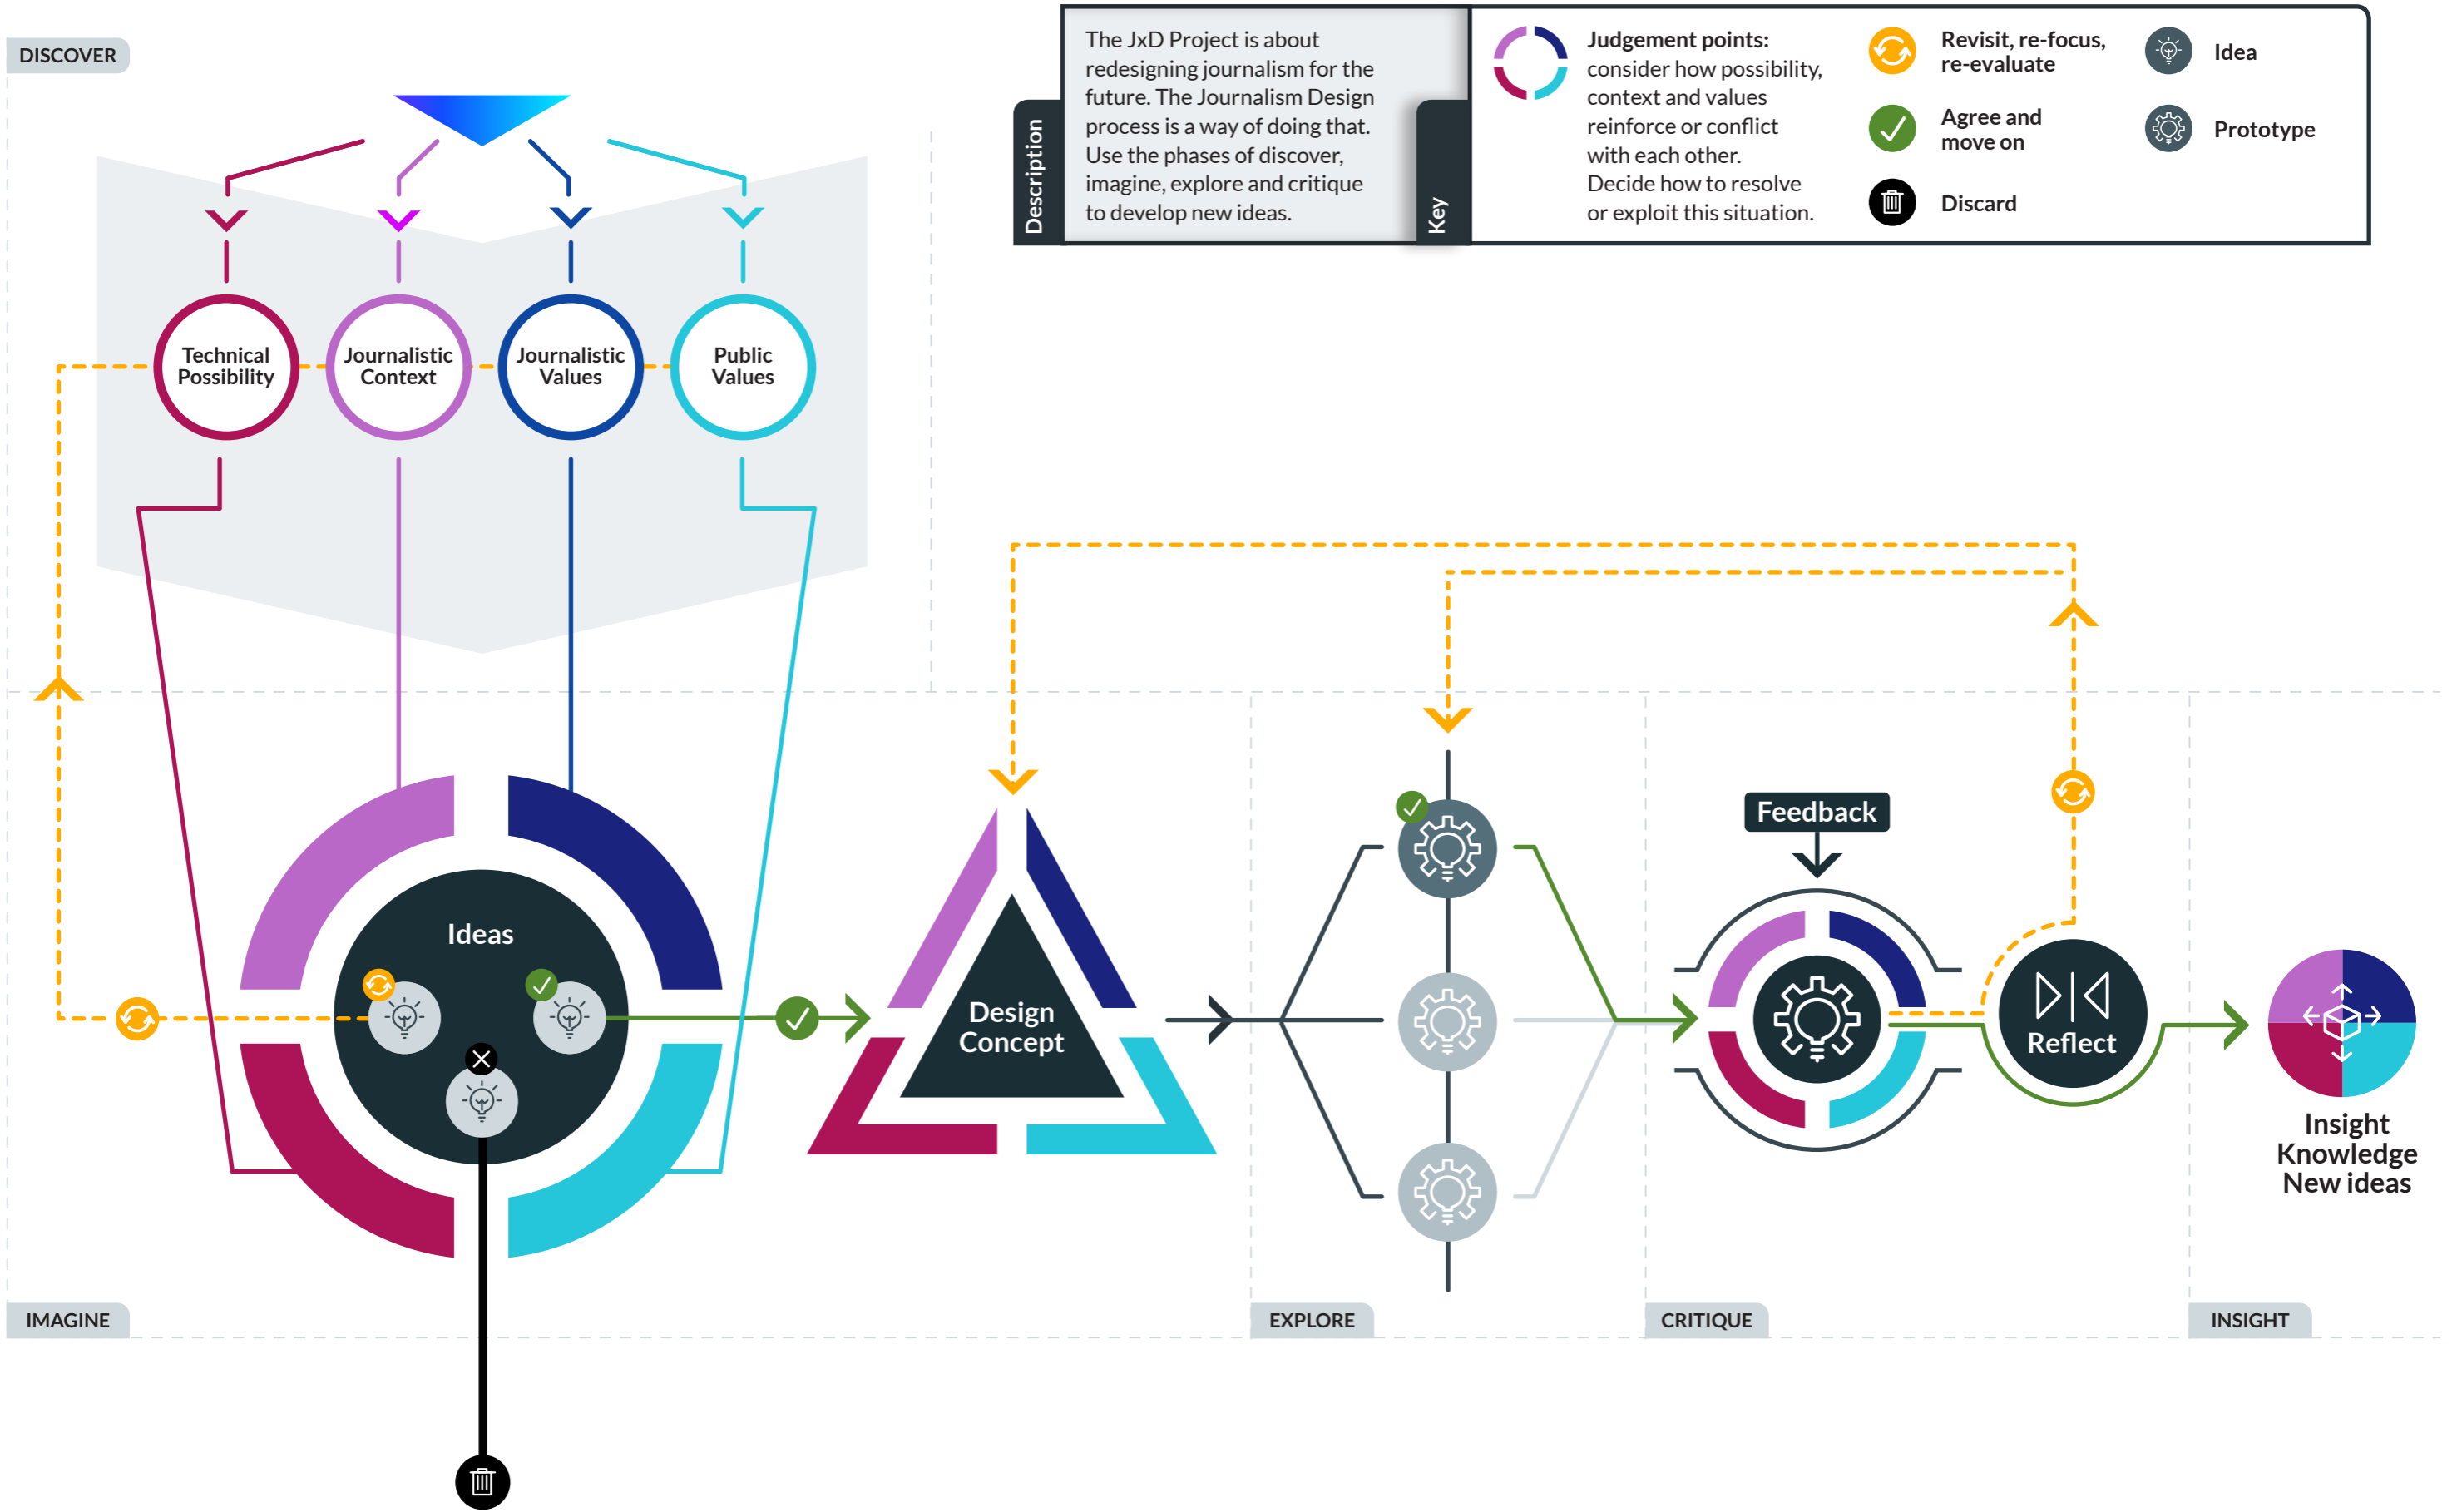 DISCOVER
Description
The JxD Project is about
redesigning journalism for the
future. The Journalism Design
process is a way of doing that.
Use the phases of discover,
imagine, explore and critique
to develop new ideas.
Key
Judgement points:
consider how possibility,
context and values
reinforce or conflict
with each other.
Decide how to resolve
or exploit this situation.
Revisit, re-focus,
re-evaluate
Agree and
move on
Discard
Idea
Prototype
Technical
Possibility
Journalistic
Context
Journalistic
Values
Public
Values
Ideas
Design
Concept
Feedback
Reflect
Insight
Knowledge
New ideas
IMAGINE
EXPLORE
CRITIQUE
INSIGHT